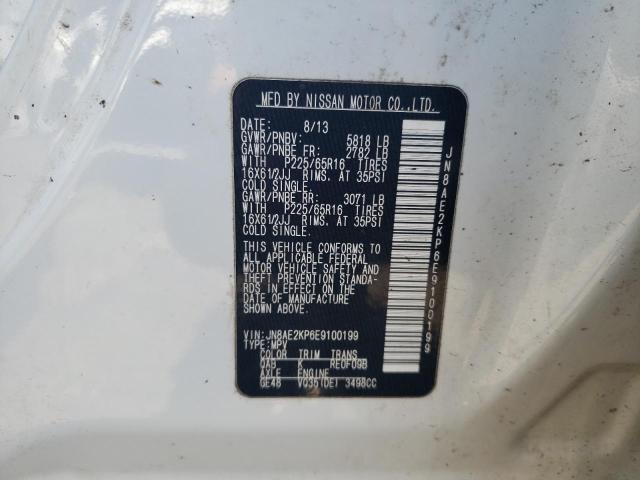 MFD BY NISSAN MOTOR CO.,LTD.
DATE: 8/13
GVWR/PNBV: 5818 LB
GAWR/PNBE FR: 2782 LB
WITH P225/65R16 TIRES
16X61/2JJ RIMS. AT 35PSI
COLD SINGLE.
GAWR/PNBE RR: 3071 LB
WITH P225/65R16 TIRES
16X61/2JJ RIMS. AT 35PSI
COLD SINGLE.
THIS VEHICLE CONFORMS TO
ALL APPLICABLE FEDERAL
MOTOR VEHICLE SAFETY AND
THEFT PREVENTION STANDA-
RDS IN EFFECT ON THE DATE
OF MANUFACTURE
SHOWN ABOVE.
VIN:JN8AE2KP6E9100199
TYPE:MPV
COLOR TRIM TRANS
QAB K RE0F09B
AXLE ENGINE
GE48 VQ35(DE) 3498CC
JN8AE2KP6E9100199